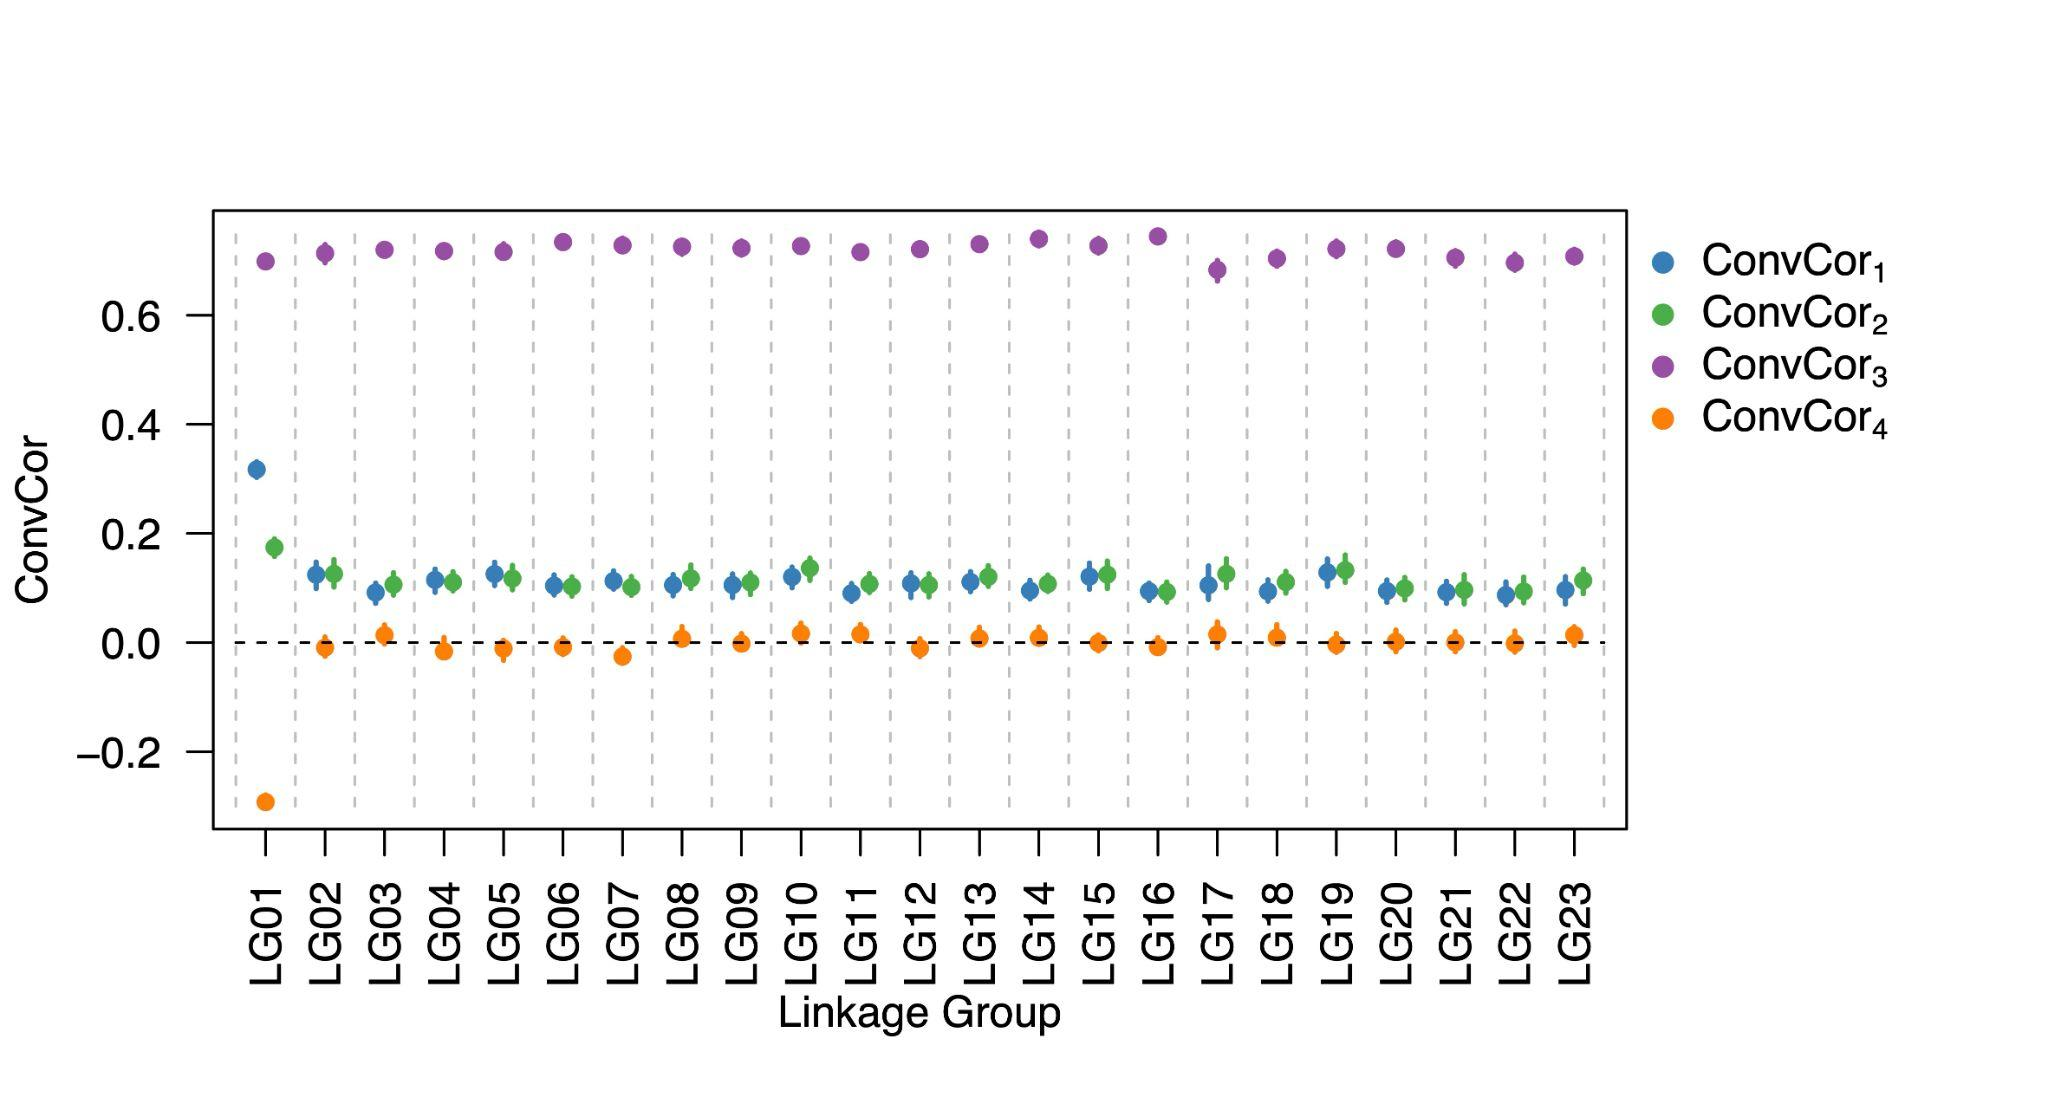 ConvCor
0.6
0.4
0.2
0.0
−0.2
ConvCor1
ConvCor2
ConvCor3
ConvCor4
LG01
LG02
LG03
LG04
LG05
LG06
LG07
LG08
LG09
LG10
LG11
LG12
LG13
LG14
LG15
LG16
LG17
LG18
LG19
LG20
LG21
LG22
LG23
Linkage Group